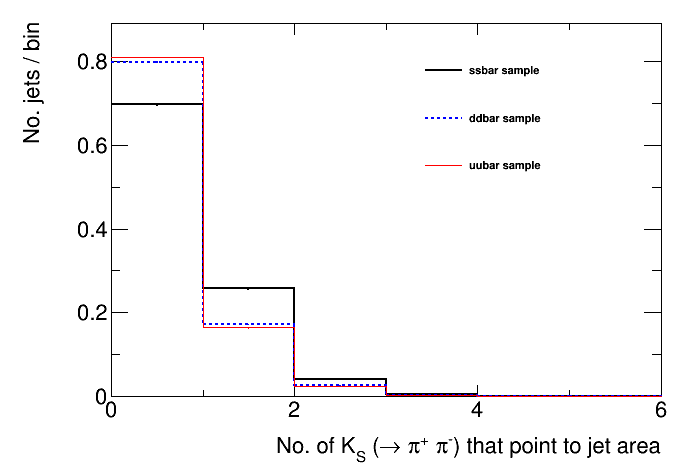 No. jets / bin
0.8
0.6
0.4
0.2
0
0 2 4 6
ssbar sample
ddbar sample
uubar sample
No. of K_S (→ π⁺ π⁻) that point to jet area